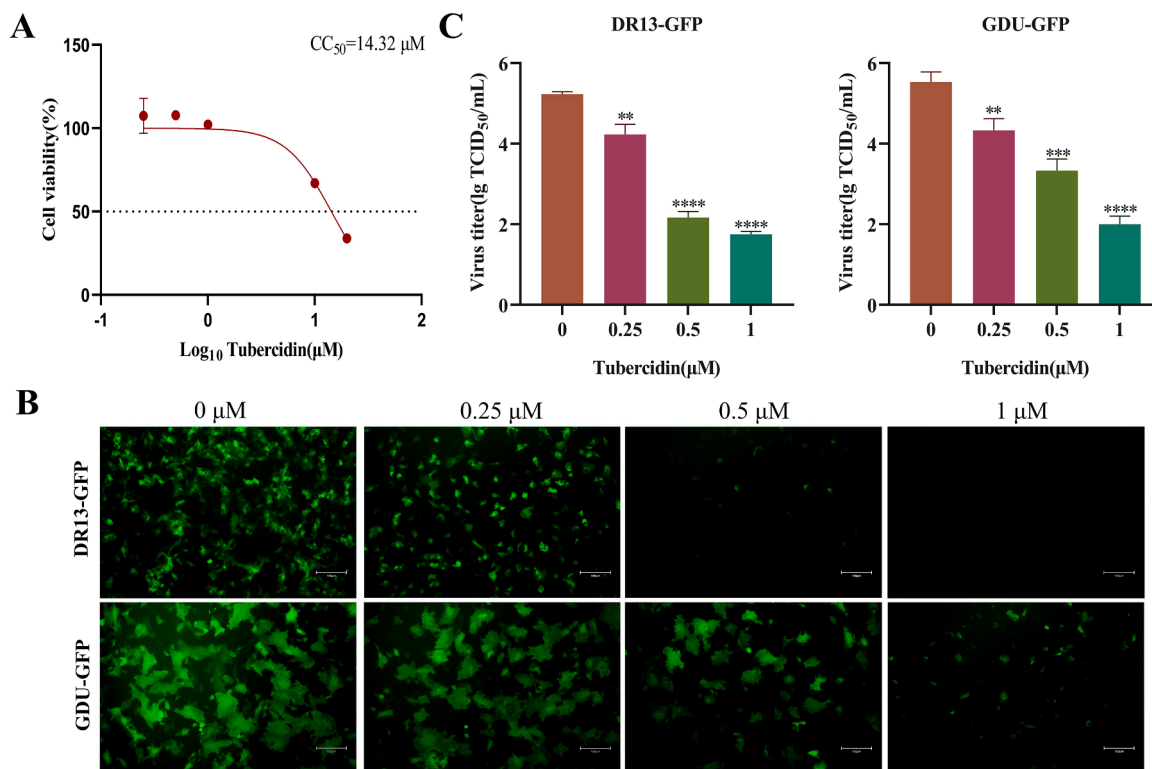 A
CC50=14.32 μM
150
100
50
0
Cell viability(%)
-1 0 1 2
Log10 Tubercidin(μM)
C
DR13-GFP
6
4
2
0
Virus titer(lg TCID50/mL)
**
****
****
0 0.25 0.5 1
Tubercidin(μM)
GDU-GFP
6
4
2
0
Virus titer(lg TCID50/mL)
**
***
****
0 0.25 0.5 1
Tubercidin(μM)
B
0 μM 0.25 μM 0.5 μM 1 μM
DR13-GFP
GDU-GFP